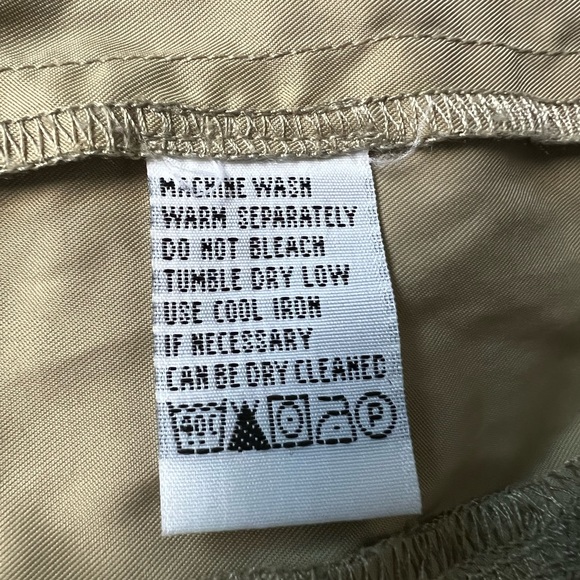 MACHINE WASH
WARM SEPARATELY
DO NOT BLEACH
TUMBLE DRY LOW
USE COOL IRON
IF NECESSARY
CAN BE DRY CLEANED
40C P